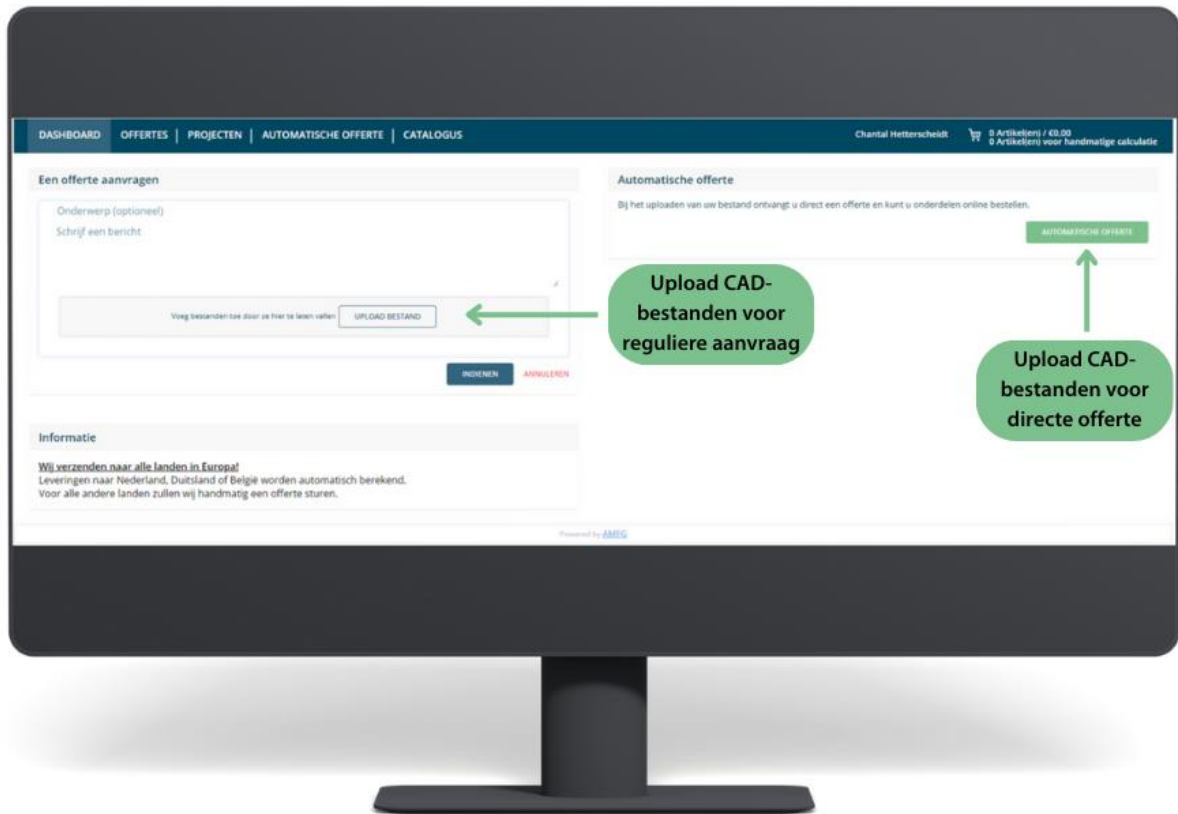 DASHBOARD OFFERTES | PROJECTEN | AUTOMATISCHE OFFERTE | CATALOGUS
Chantal Hetterscheidt
0 Artikel(en) / €0,00
0 Artikel(en) voor handmatige calculatie
Een offerte aanvragen
Onderwerp (optioneel)
Schrijf een bericht
Voeg bestanden toe door ze hier te laten vallen UPLOAD BESTAND
INDIENEN ANNULEREN
Automatische offerte
Bij het uploaden van uw bestand ontvangt u direct een offerte en kunt u onderdelen online bestellen.
AUTOMATISCHE OFFERTE
Upload CAD-
bestanden voor
reguliere aanvraag
Upload CAD-
bestanden voor
directe offerte
Informatie
Wij verzenden naar alle landen in Europa!
Leveringen naar Nederland, Duitsland of België worden automatisch berekend.
Voor alle andere landen zullen wij handmatig een offerte sturen.
Powered by AMFG